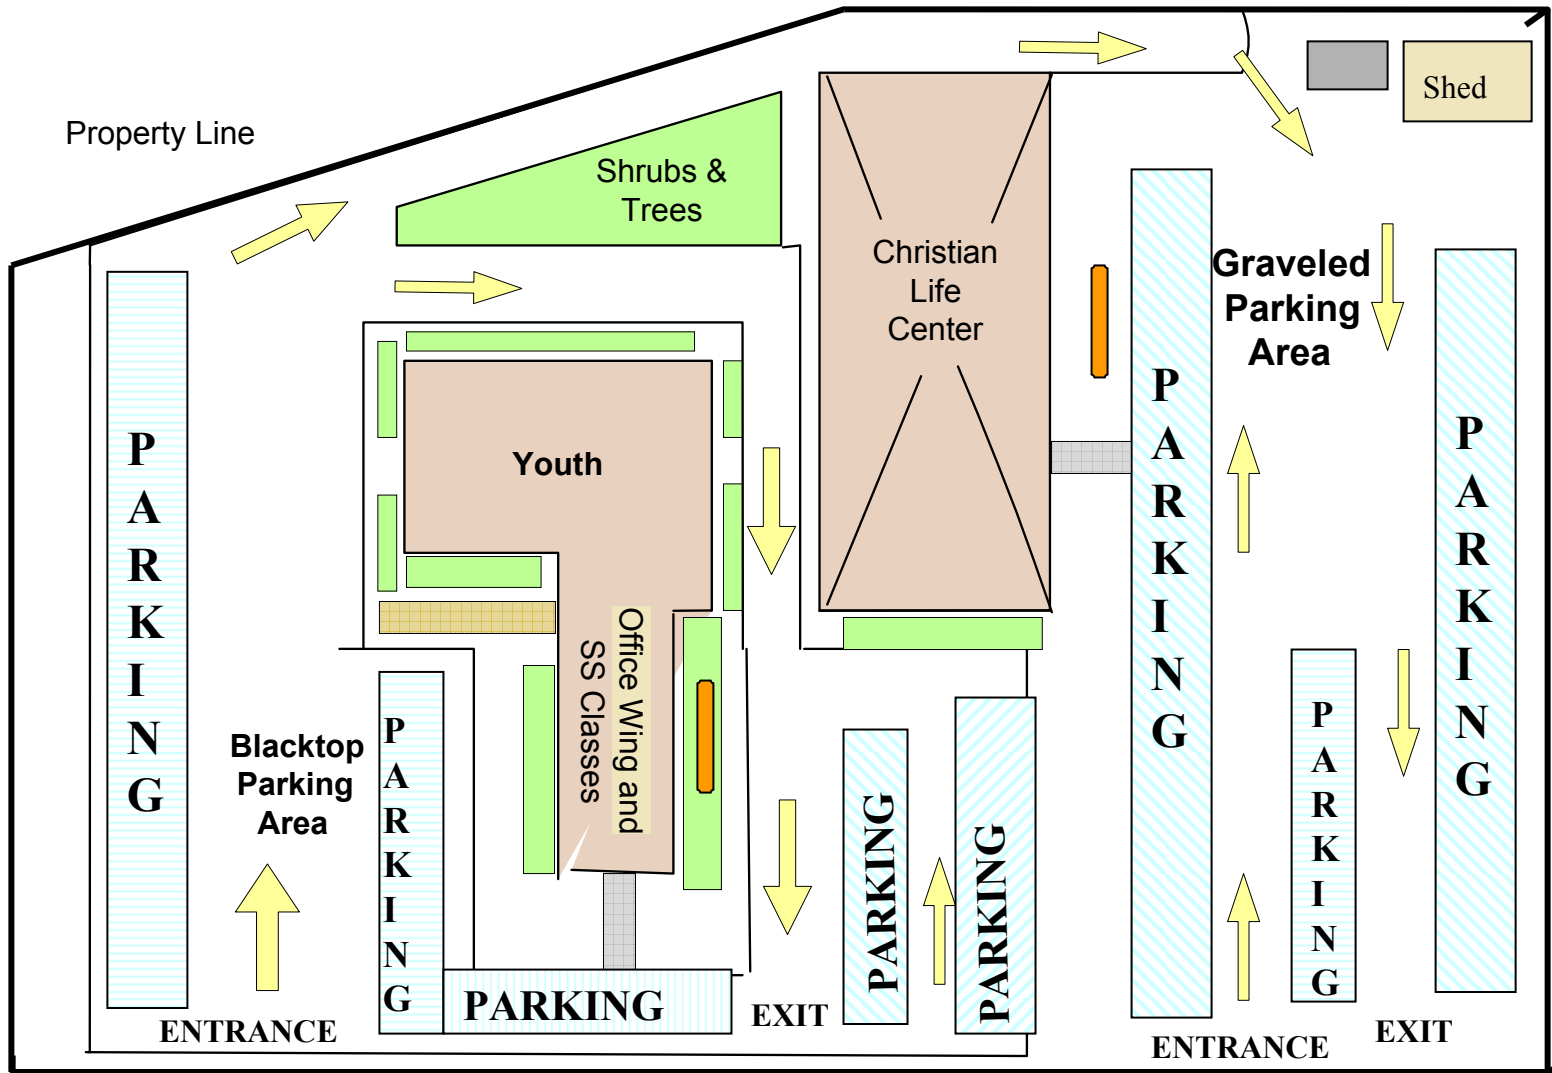 Shed
Property Line
Shrubs &
Trees
Christian
Life
Center
Graveled
Parking
Area
Youth
PARKING
PARKING
PARKING
Office Wing and
SS Classes
Blacktop
Parking
Area
PARKING
PARKING
PARKING
PARKING
PARKING
EXIT
ENTRANCE
ENTRANCE
EXIT